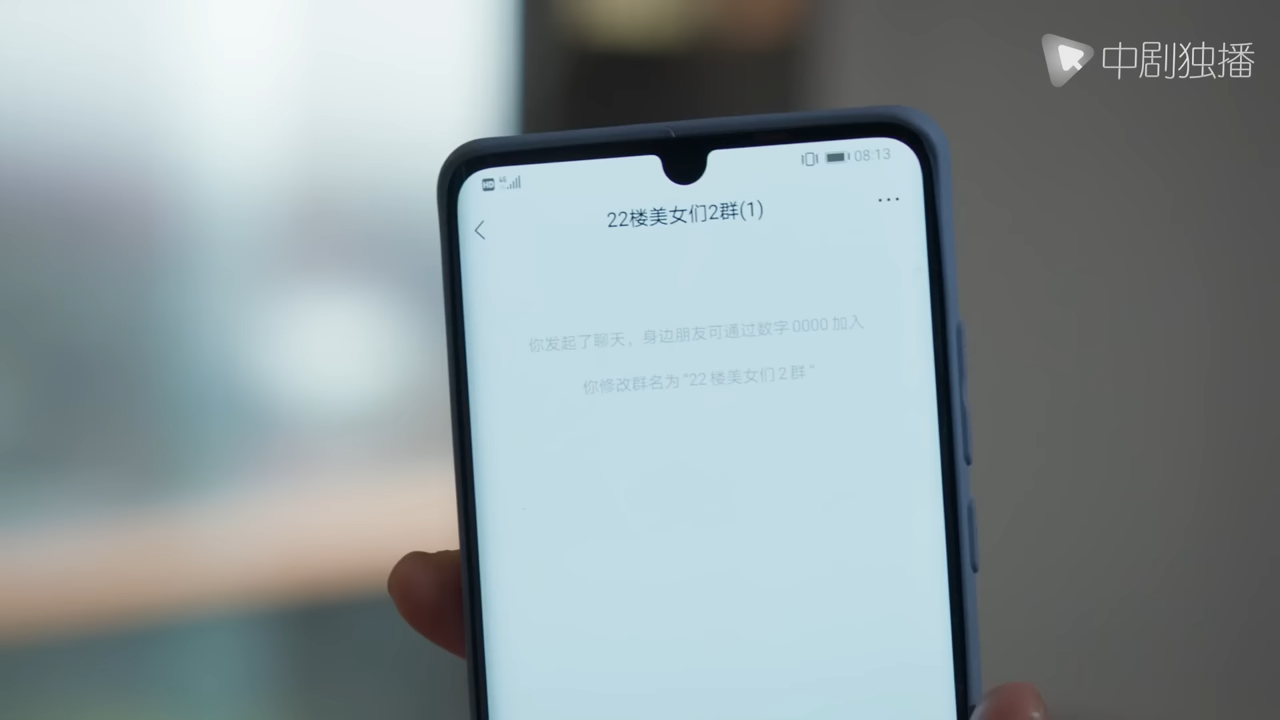 中剧独播
HD 4G 08:13
22楼美女们2群(1)
你发起了聊天，身边朋友可通过数字0000加入
你修改群名为“22楼美女们2群”